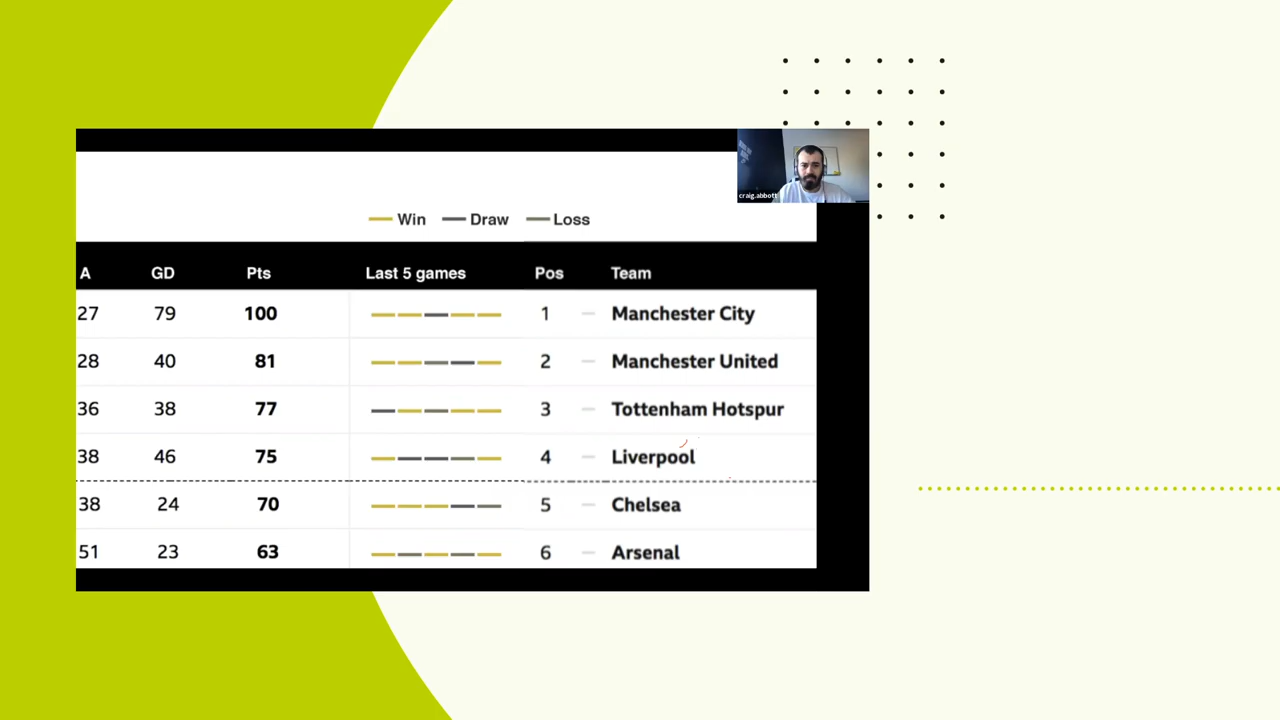 craig.abbott
Win Draw Loss
A GD Pts Last 5 games Pos Team
27 79 100 1 Manchester City
28 40 81 2 Manchester United
36 38 77 3 Tottenham Hotspur
38 46 75 4 Liverpool
38 24 70 5 Chelsea
51 23 63 6 Arsenal